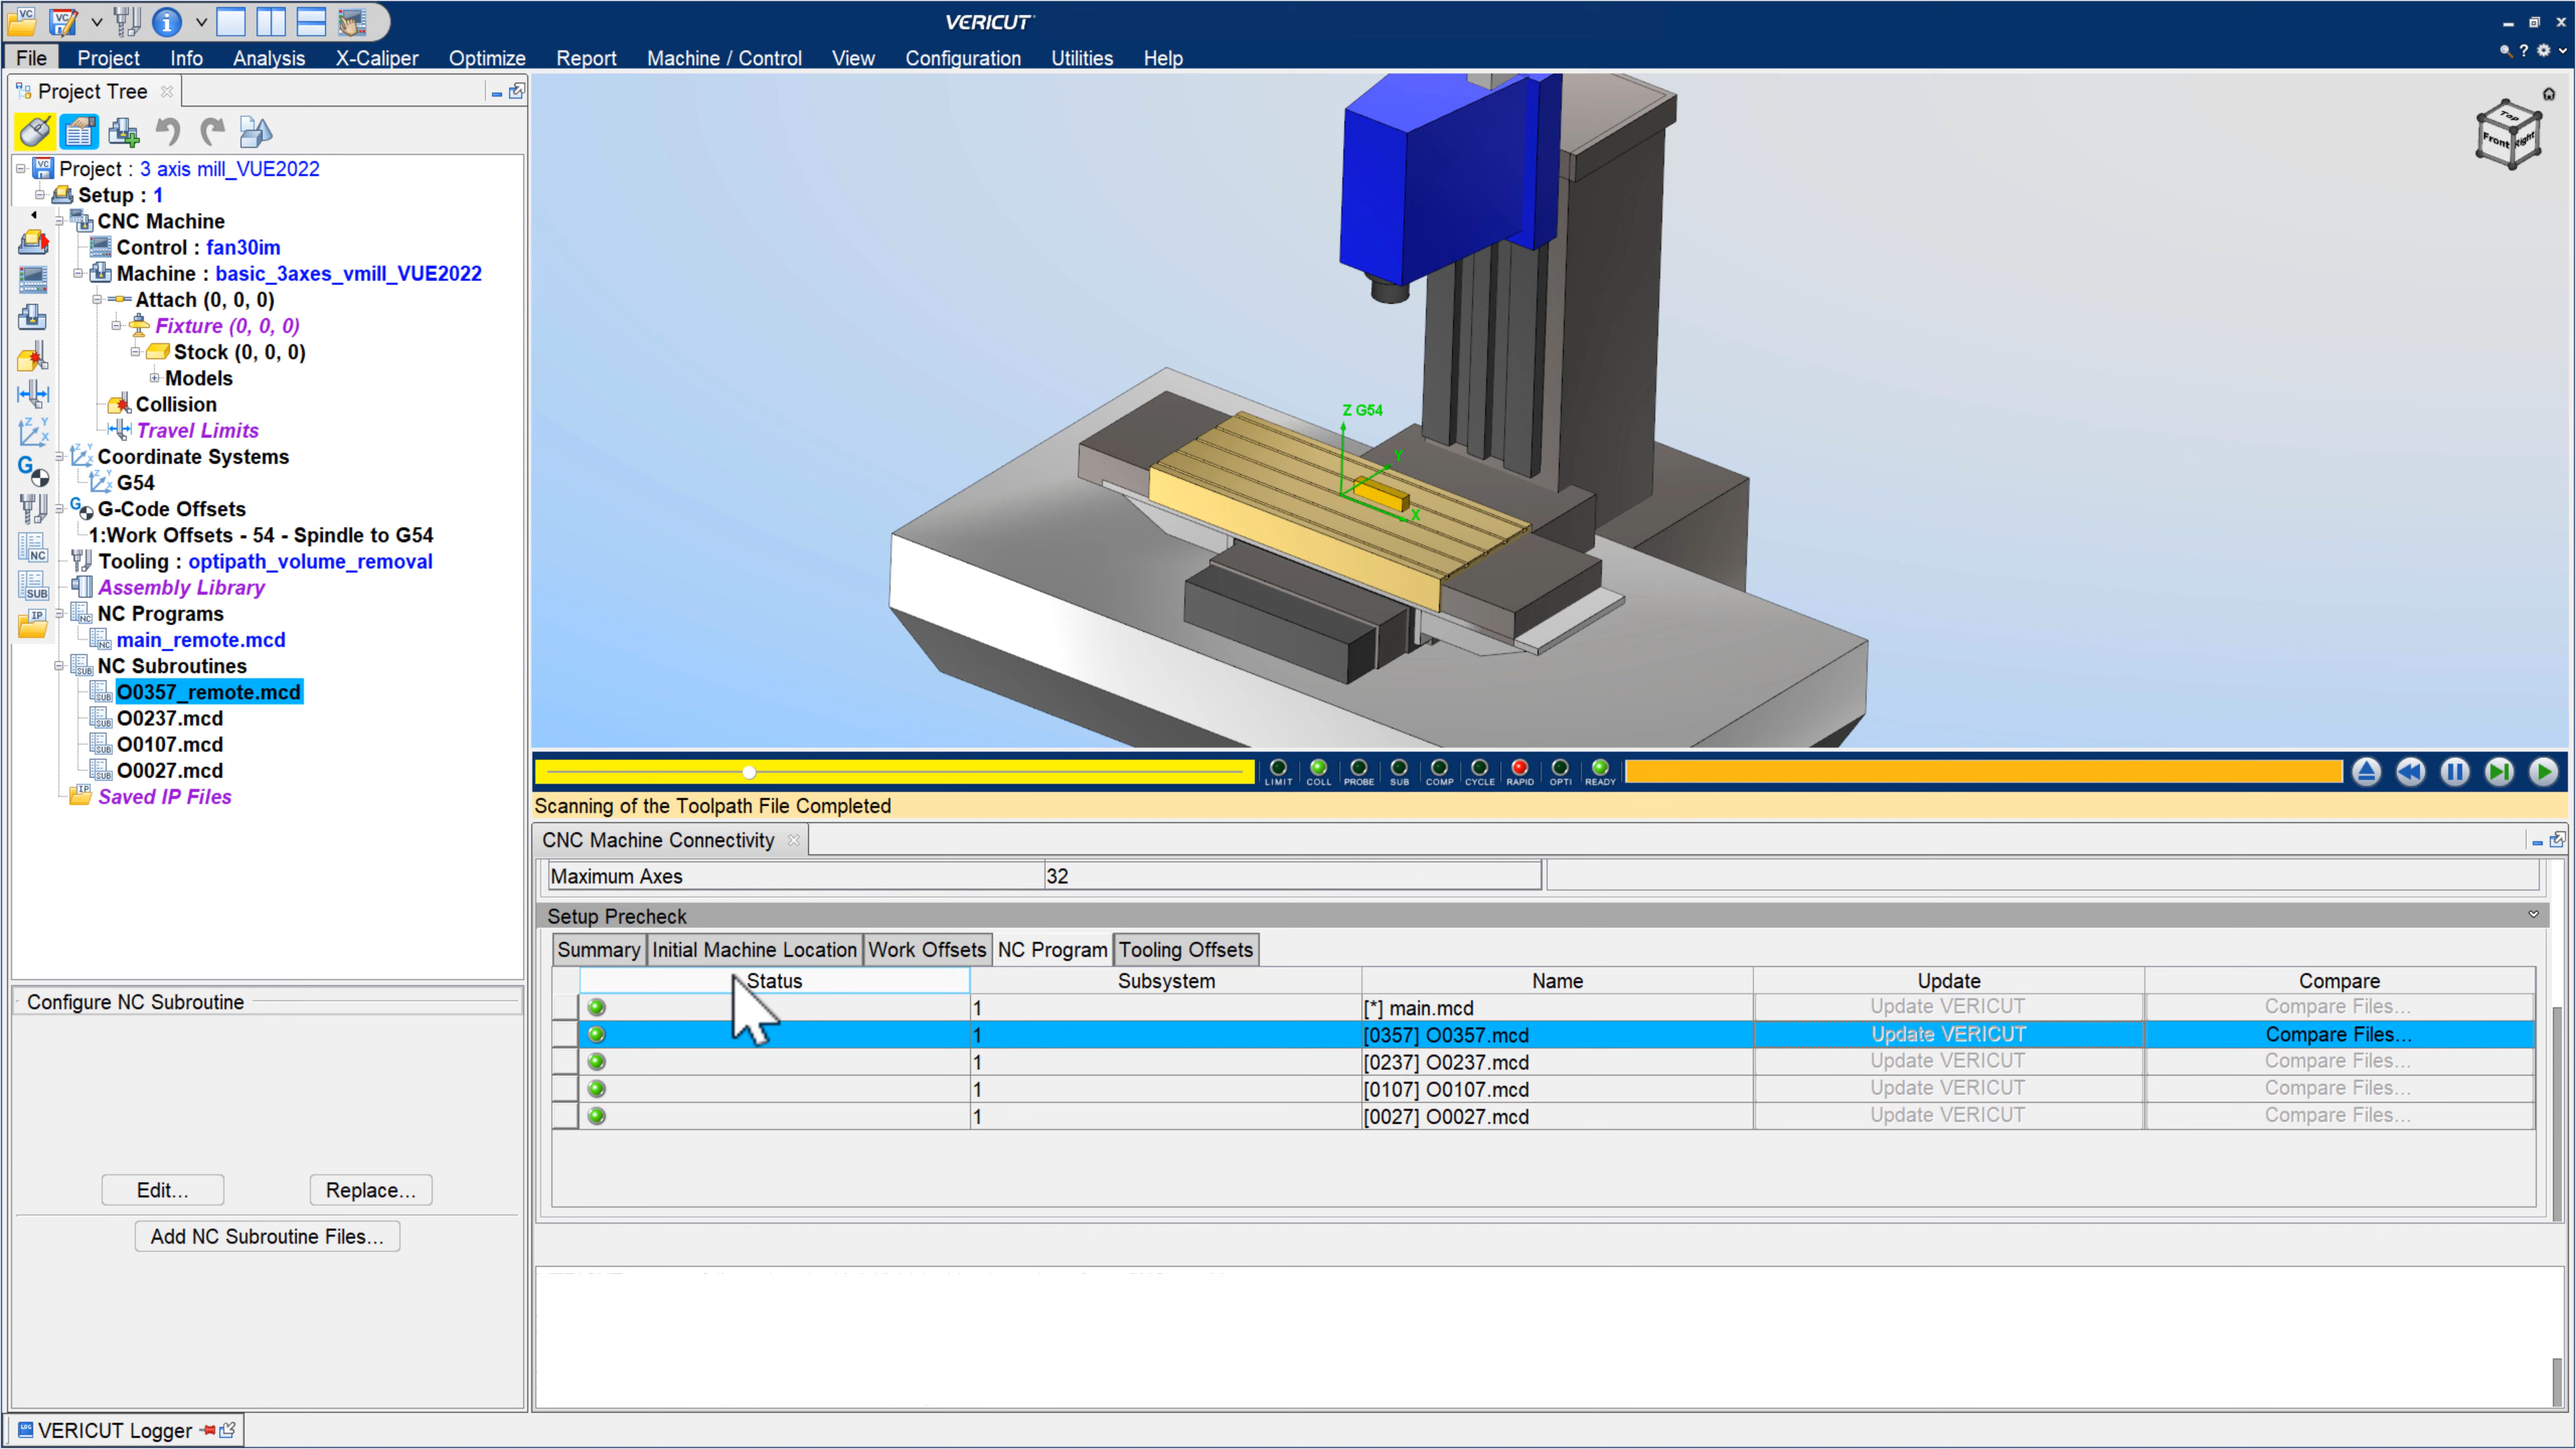 VERICUT
File Project Info Analysis X-Caliper Optimize Report Machine / Control View Configuration Utilities Help
Project Tree
Project : 3 axis mill_VUE2022
Setup : 1
CNC Machine
Control : fan30im
Machine : basic_3axes_vmill_VUE2022
Attach (0, 0, 0)
Fixture (0, 0, 0)
Stock (0, 0, 0)
Models
Collision
Travel Limits
Coordinate Systems
G54
G-Code Offsets
1:Work Offsets - 54 - Spindle to G54
Tooling : optipath_volume_removal
Assembly Library
NC Programs
main_remote.mcd
NC Subroutines
O0357_remote.mcd
O0237.mcd
O0107.mcd
O0027.mcd
Saved IP Files
Configure NC Subroutine
Edit... Replace...
Add NC Subroutine Files...
VERICUT Logger
Top
Front Right
Z G54
Y
X
LIMIT COLL PROBE SUB COMP CYCLE RAPID OPTI READY
Scanning of the Toolpath File Completed
CNC Machine Connectivity
Maximum Axes 32
Setup Precheck
Summary Initial Machine Location Work Offsets NC Program Tooling Offsets
Status Subsystem Name Update Compare
1 [*] main.mcd Update VERICUT Compare Files...
1 [0357] O0357.mcd Update VERICUT Compare Files...
1 [0237] O0237.mcd Update VERICUT Compare Files...
1 [0107] O0107.mcd Update VERICUT Compare Files...
1 [0027] O0027.mcd Update VERICUT Compare Files...